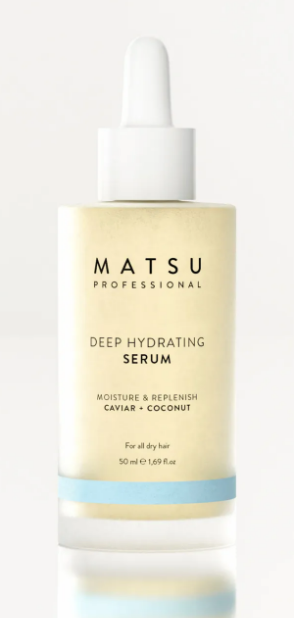 MATSU
PROFESSIONAL
DEEP HYDRATING
SERUM
MOISTURE & REPLENISH
CAVIAR + COCONUT
For all dry hair
50 ml ℮ 1,69 fl.oz